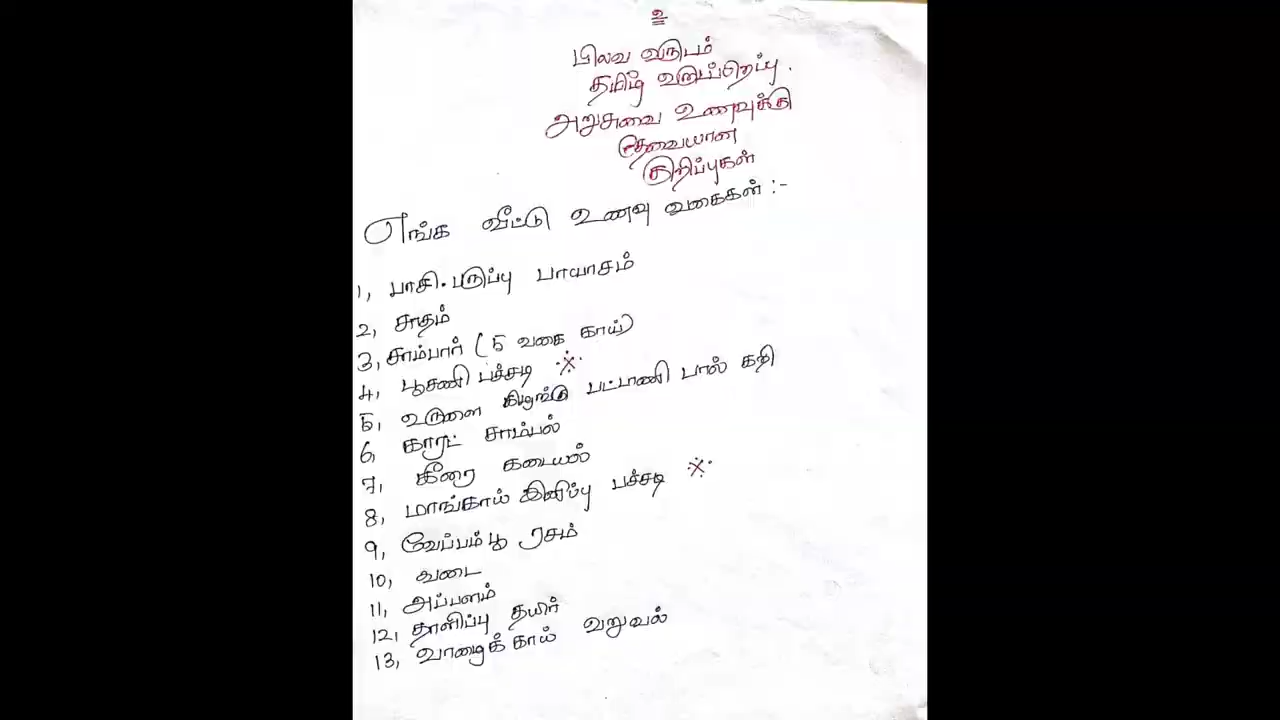 உ
பிலவ வருடம்
தமிழ் வருடப்பிறப்பு.
அறுசுவை உணவுக்கு
தேவையான
குறிப்புகள்
எங்க வீட்டு உணவு வகைகள் :-
1, பாசி பருப்பு பாயாசம்
2, சாதம்
3, சாம்பார் (5 வகை காய்)
4, பூசணி பச்சடி ※
5, உருளை கிழங்கு பட்டாணி பால் கறி
6, காரட் சாம்பல்
7, கீரை கடையல்
8, மாங்காய் இனிப்பு பச்சடி ※
9, வேப்பம்பூ ரசம்
10, வடை
11, அப்பளம்
12, தாளிப்பு தயிர்
13, வாழைக்காய் வறுவல்